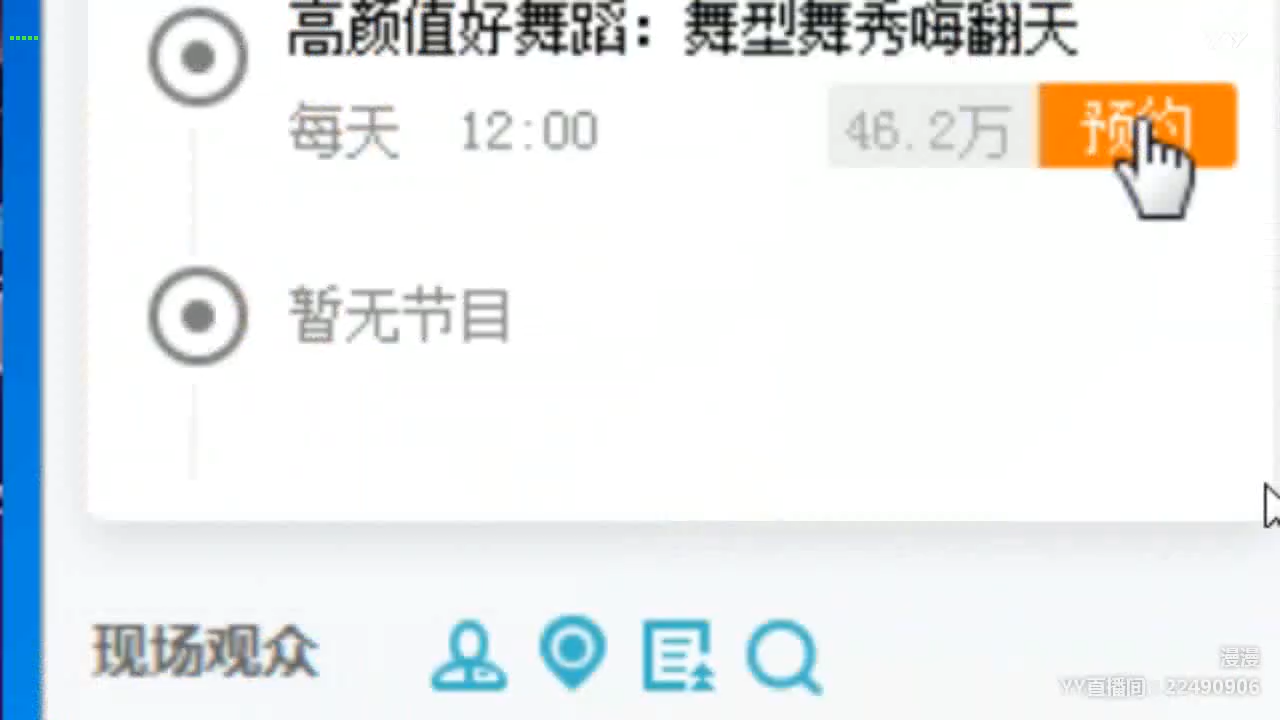 高颜值好舞蹈：舞型舞秀嗨翻天
每天 12:00 46.2万 预约
暂无节目
现场观众
漫漫
YY直播间：22490906